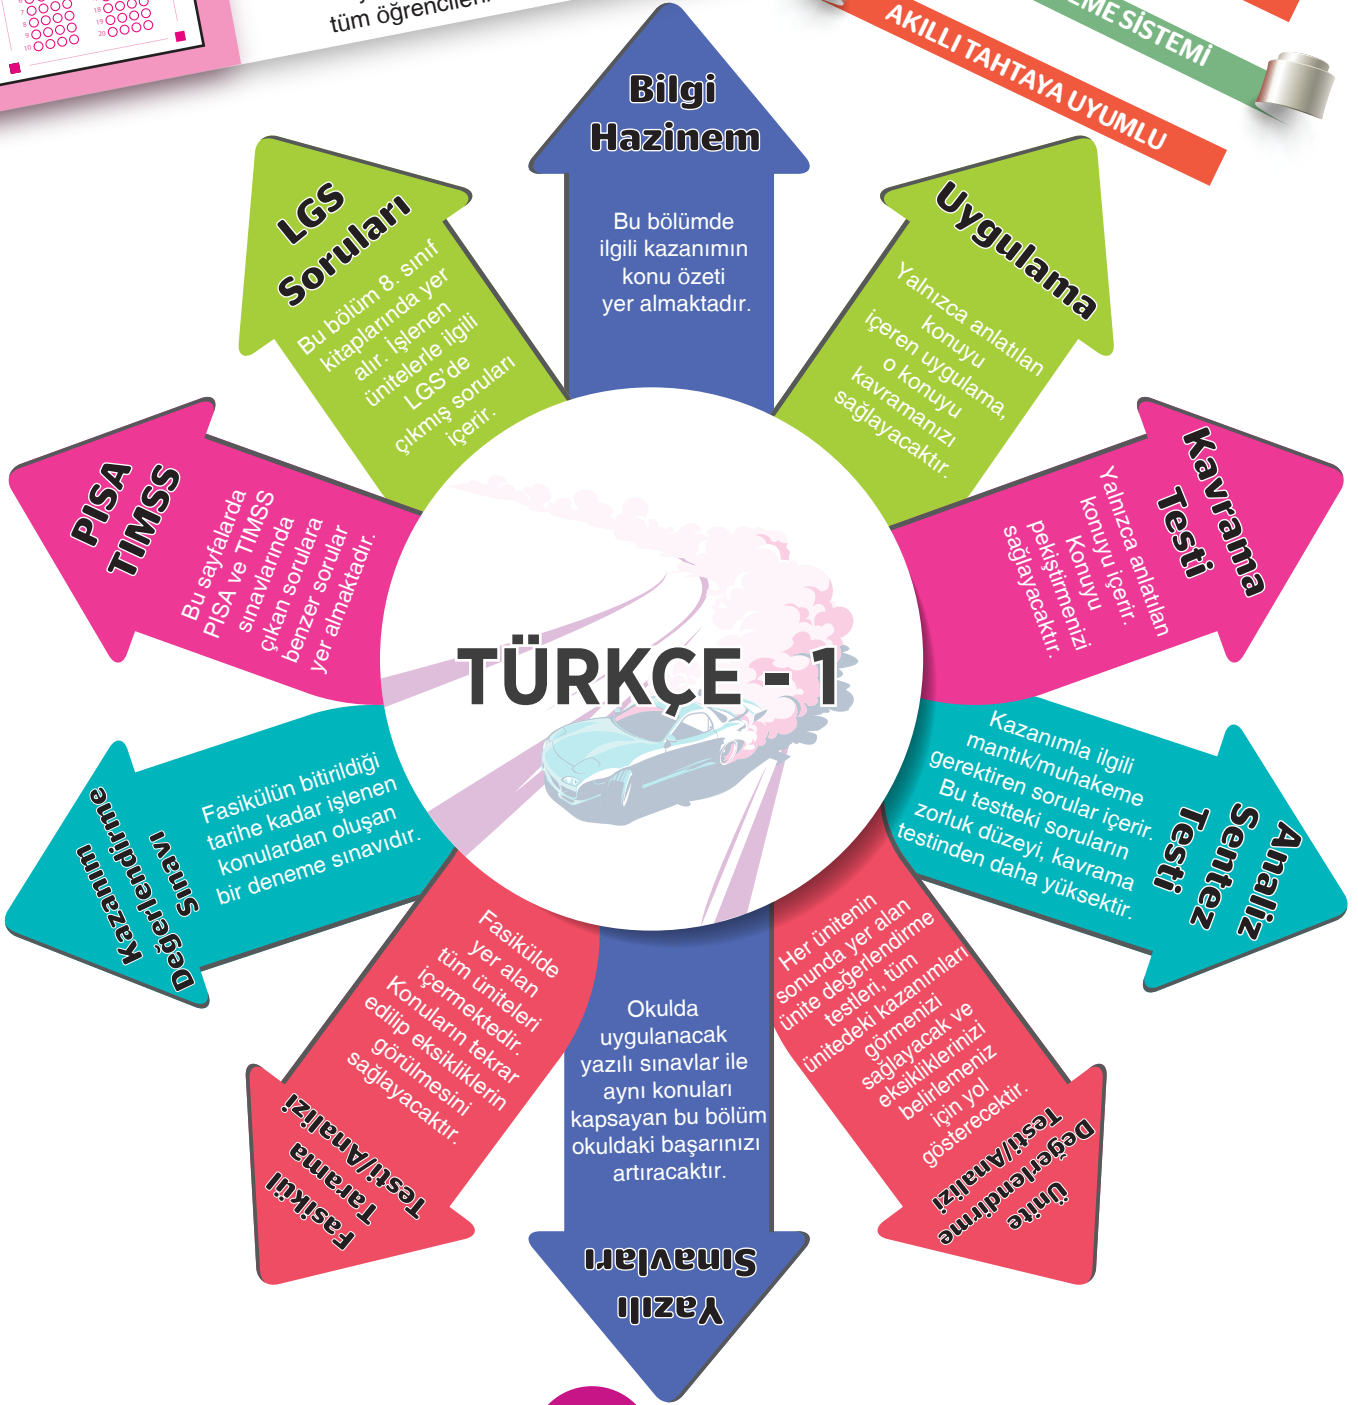 tüm öğrencileri
EME SİSTEMİ
AKILLI TAHTAYA UYUMLU
Bilgi
Hazinem
Bu bölümde
ilgili kazanımın
konu özeti
yer almaktadır.
Uygulama
Yalnızca anlatılan
konuyu
içeren uygulama,
o konuyu
kavramanızı
sağlayacaktır.
Kavrama
Testi
Yalnızca anlatılan
konuyu içerir.
Konuyu
pekiştirmenizi
sağlayacaktır.
Analiz
Sentez
Testi
Kazanımla ilgili
mantık/muhakeme
gerektiren sorular içerir.
Bu testteki soruların
zorluk düzeyi, kavrama
testinden daha yüksektir.
Ünite
Değerlendirme
Testi/Analizi
Her ünitenin
sonunda yer alan
ünite değerlendirme
testleri, tüm
ünitedeki kazanımları
görmenizi
sağlayacak ve
eksikliklerinizi
belirlemeniz
için yol
gösterecektir.
Yazılı
Sınavları
Okulda
uygulanacak
yazılı sınavlar ile
aynı konuları
kapsayan bu bölüm
okuldaki başarınızı
artıracaktır.
Fasikül
Tarama
Testi/Analizi
Fasikülde
yer alan
tüm üniteleri
içermektedir.
Konuların tekrar
edilip eksikliklerin
görülmesini
sağlayacaktır.
Kazanım
Değerlendirme
Sınavı
Fasikülün bitirildiği
tarihe kadar işlenen
konulardan oluşan
bir deneme sınavıdır.
PISA
TIMSS
Bu sayfalarda
PISA ve TIMSS
sınavlarında
çıkan sorulara
benzer sorular
yer almaktadır.
LGS
Soruları
Bu bölüm 8. sınıf
kitaplarında yer
alır. İşlenen
ünitelerle ilgili
LGS'de
çıkmış soruları
içerir.
TÜRKÇE - 1